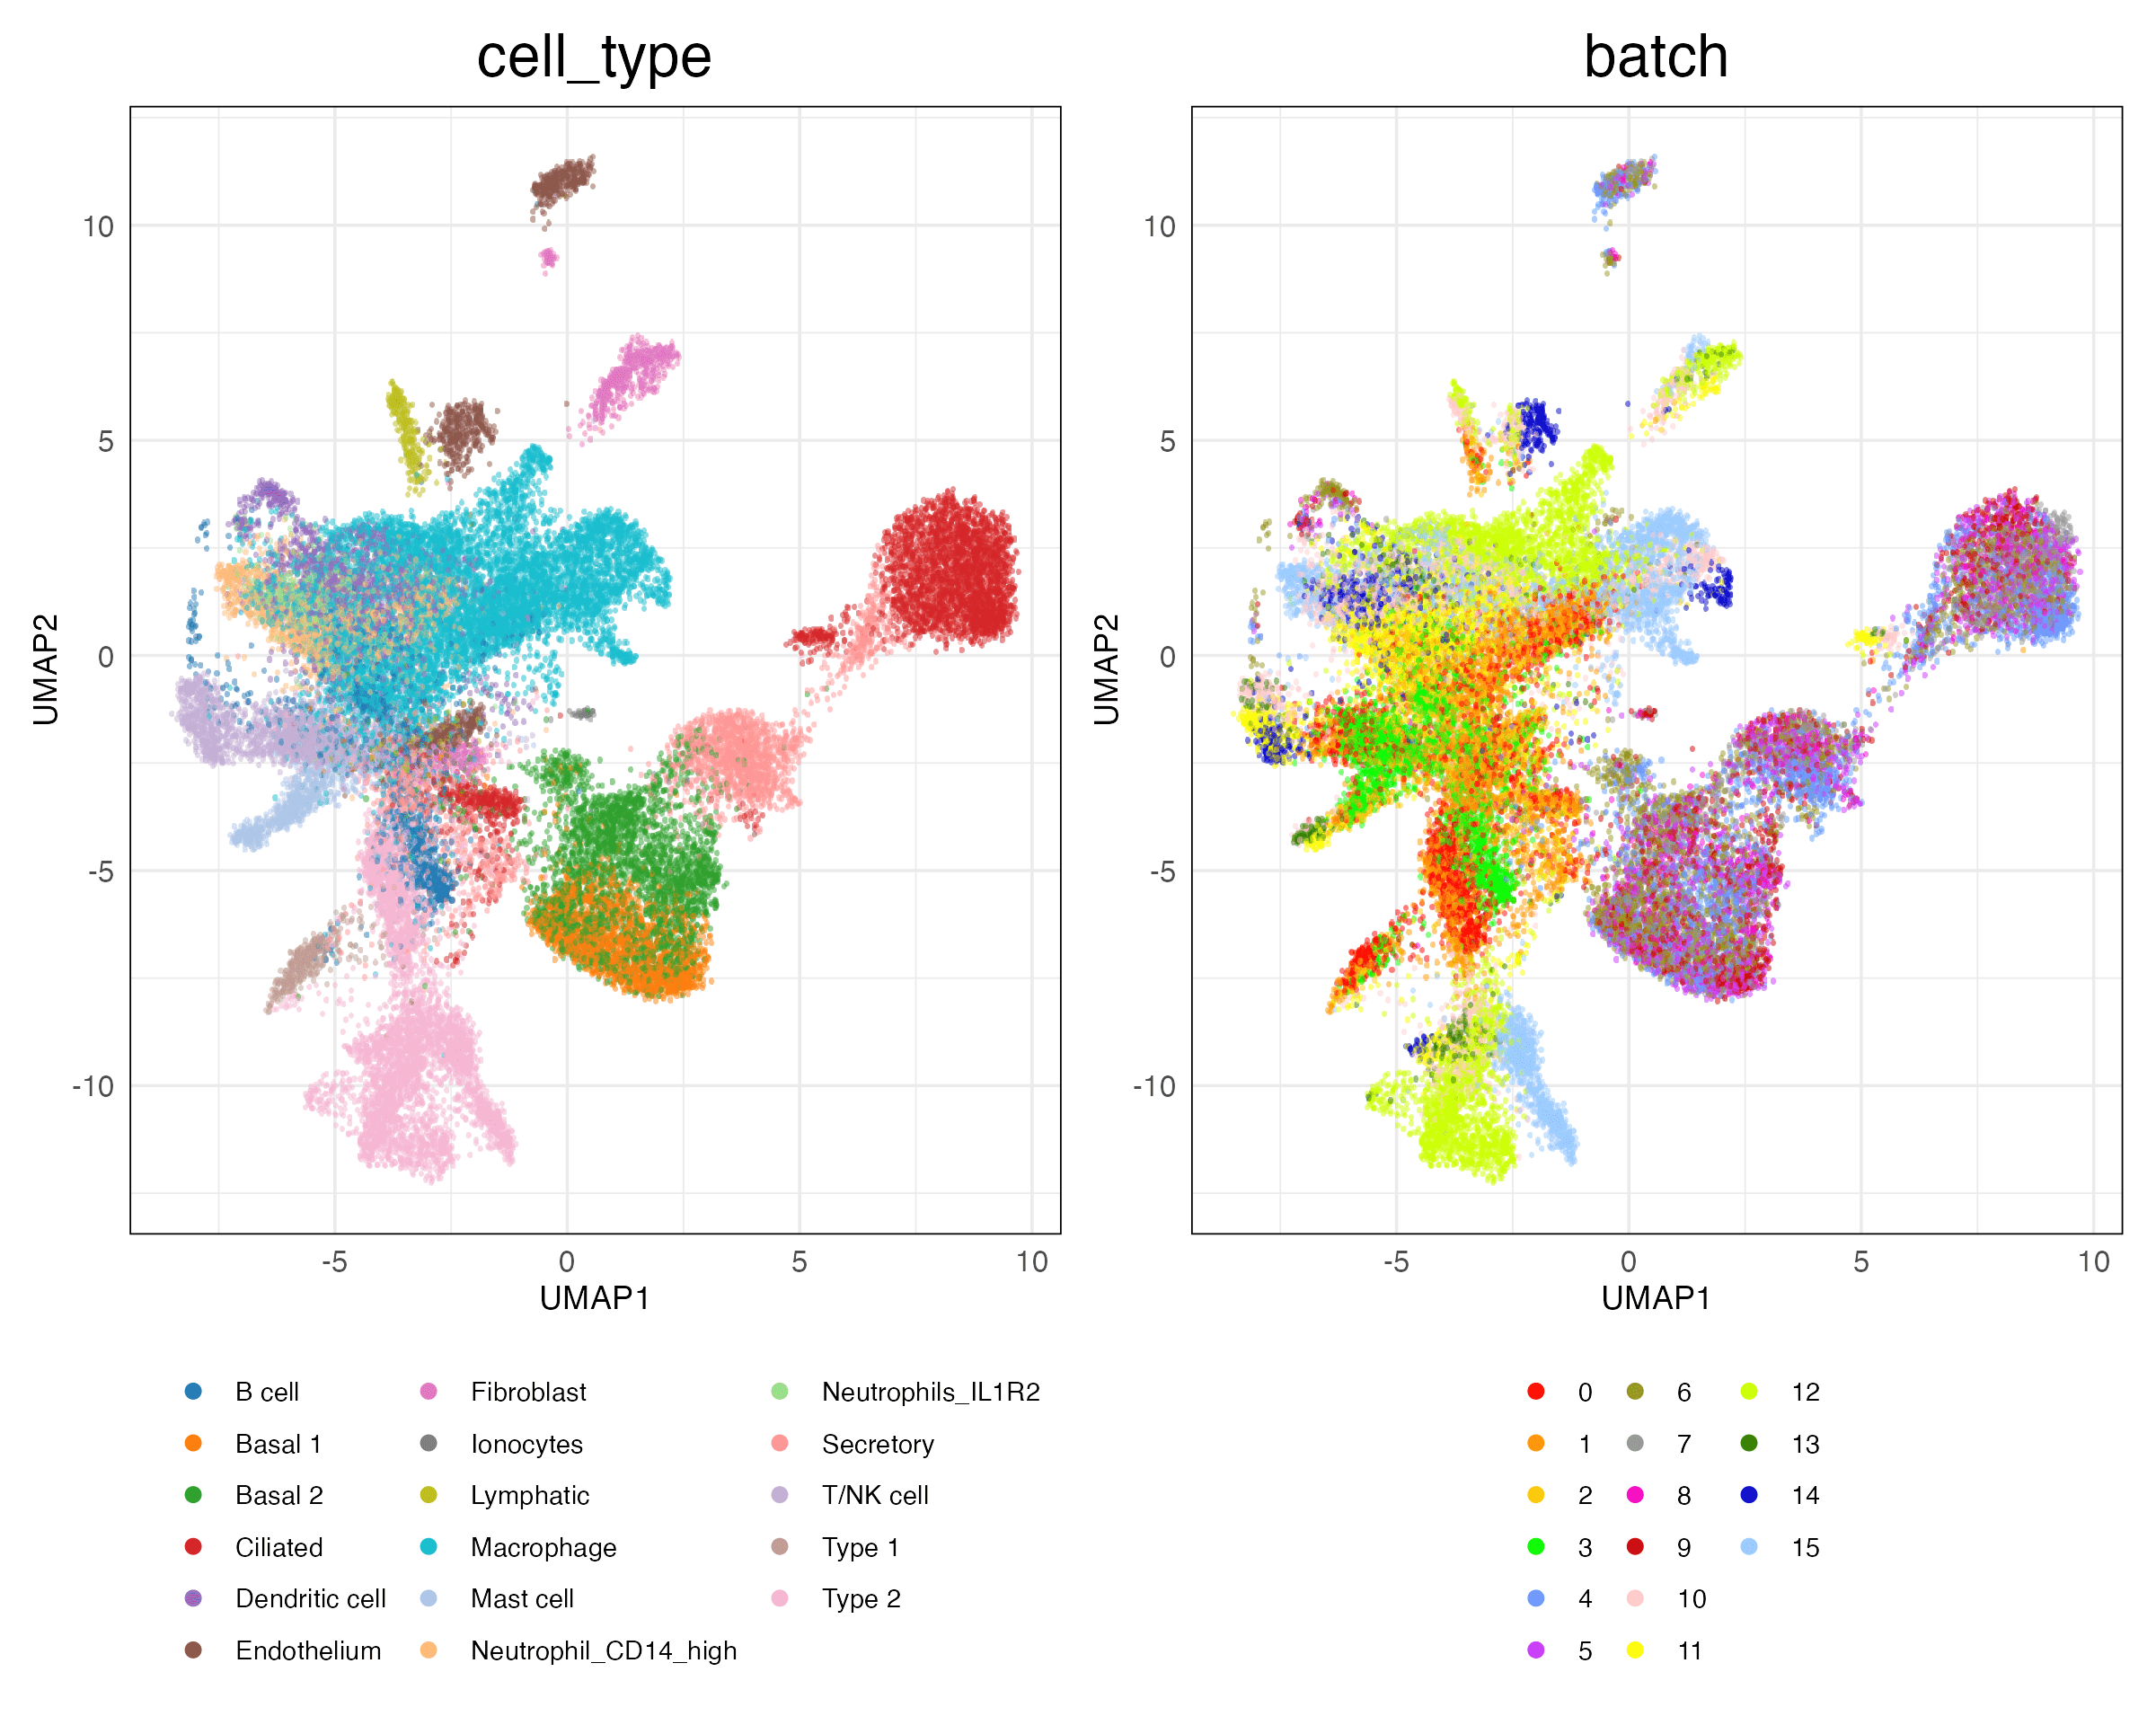 cell_type
batch
10
5
0
-5
-10
UMAP2
-5
0
5
10
UMAP1
10
5
0
-5
-10
UMAP2
-5
0
5
10
UMAP1
B cell
Basal 1
Basal 2
Ciliated
Dendritic cell
Endothelium
Fibroblast
Ionocytes
Lymphatic
Macrophage
Mast cell
Neutrophil_CD14_high
Neutrophils_IL1R2
Secretory
T/NK cell
Type 1
Type 2
0
1
2
3
4
5
6
7
8
9
10
11
12
13
14
15